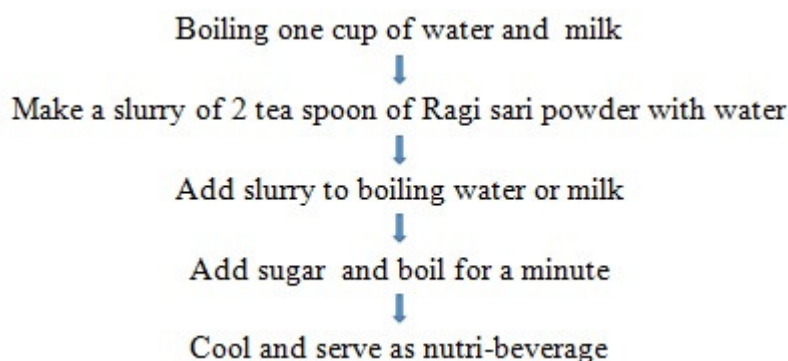 Boiling one cup of water and milk
Make a slurry of 2 tea spoon of Ragi sari powder with water
Add slurry to boiling water or milk
Add sugar and boil for a minute
Cool and serve as nutri-beverage